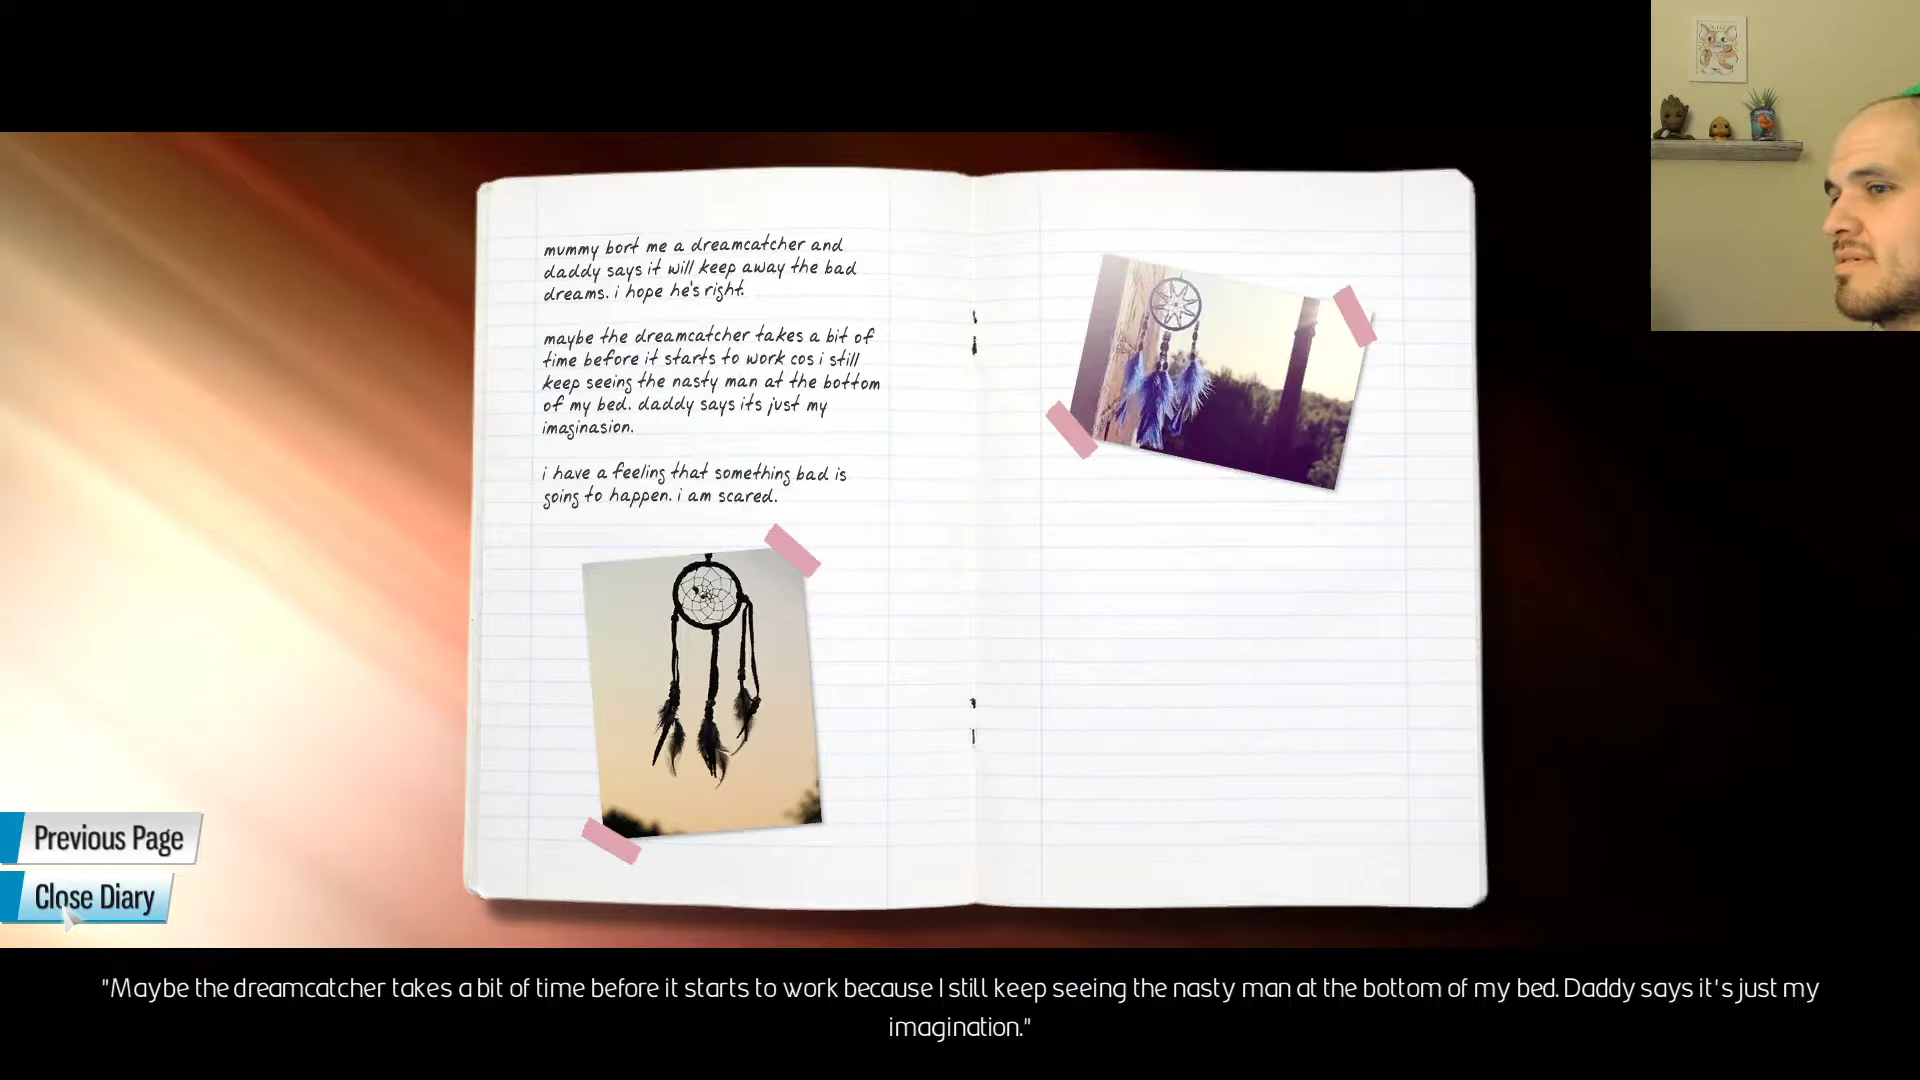 mummy bort me a dreamcatcher and
daddy says it will keep away the bad
dreams. i hope he's right.
maybe the dreamcatcher takes a bit of
time before it starts to work cos i still
keep seeing the nasty man at the bottom
of my bed. daddy says its just my
imaginasion.
i have a feeling that something bad is
going to happen. i am scared.
Previous Page
Close Diary
"Maybe the dreamcatcher takes a bit of time before it starts to work because I still keep seeing the nasty man at the bottom of my bed. Daddy says it's just my
imagination."